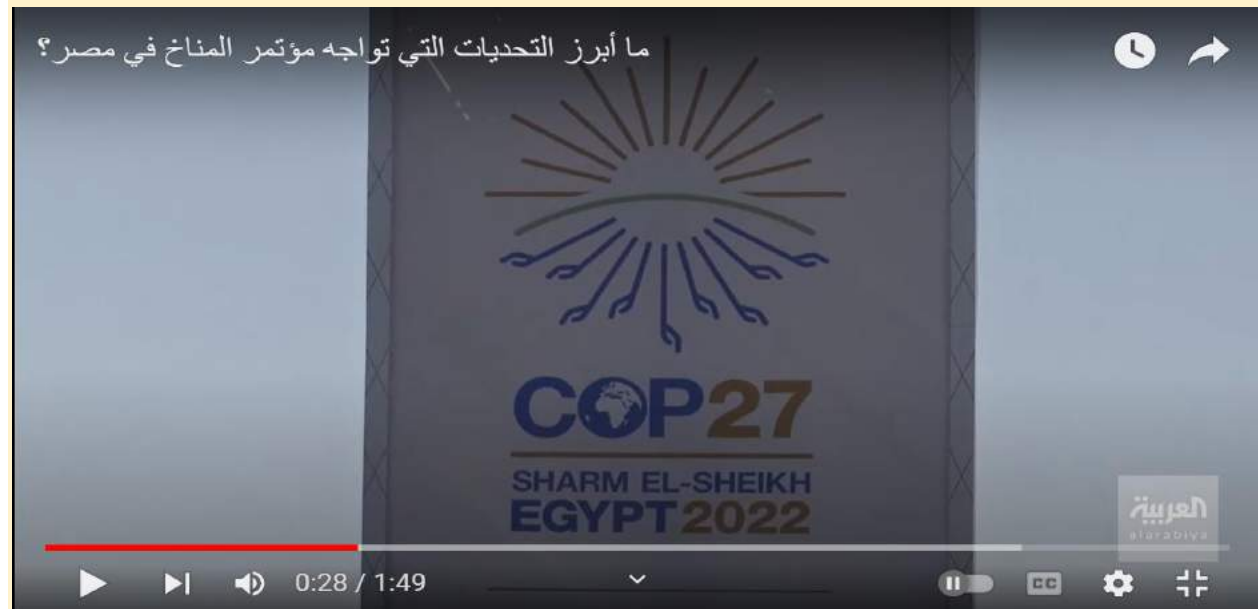 ما أبرز التحديات التي تواجه مؤتمر المناخ في مصر؟
COP27
SHARM EL-SHEIKH
EGYPT 2022
العربية
alarabiya
0:28 / 1:49
CC